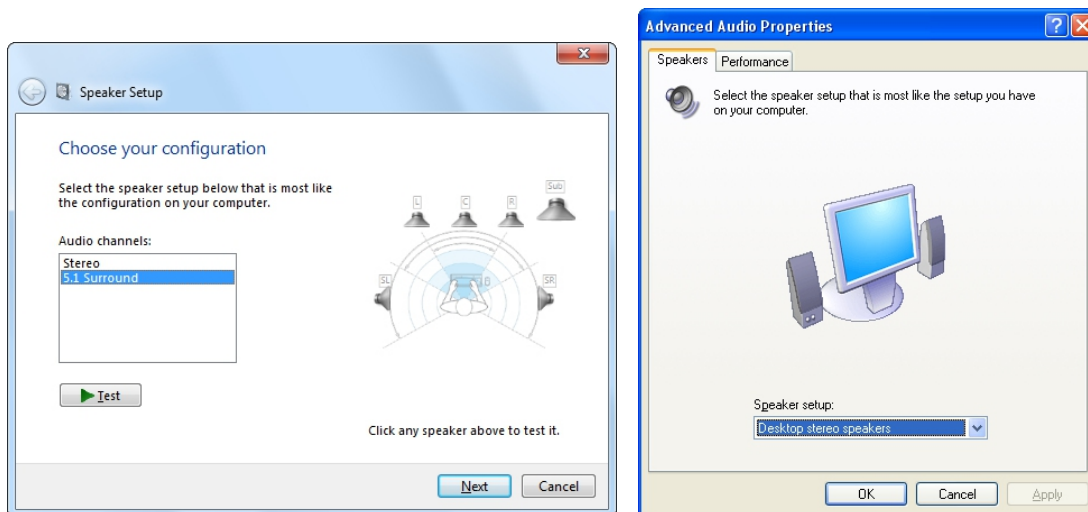 Speaker Setup
Choose your configuration
Select the speaker setup below that is most like
the configuration on your computer.
Audio channels:
Stereo
5.1 Surround
Test
L
C
R
Sub
SL
SR
Click any speaker above to test it.
Next
Cancel
Advanced Audio Properties
?
Speakers
Performance
Select the speaker setup that is most like the setup you have
on your computer.
Speaker setup:
Desktop stereo speakers
OK
Cancel
Apply